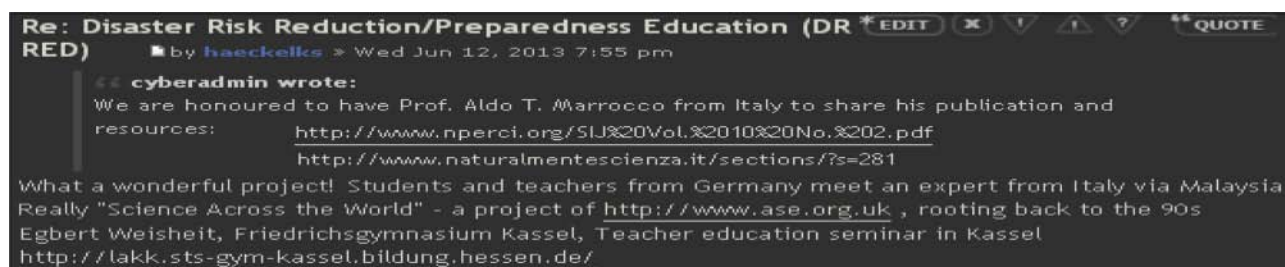 Re: Disaster Risk Reduction/Preparedness Education (DR *EDIT x ! ! ? “QUOTE
RED) by haeckelks » Wed Jun 12, 2013 7:55 pm
“ cyberadmin wrote:
We are honoured to have Prof. Aldo T. Marrocco from Italy to share his publication and
resources: http://www.nperci.org/SIJ%20Vol.%2010%20No.%202.pdf
http://www.naturalmentescienza.it/sections/?s=281
What a wonderful project! Students and teachers from Germany meet an expert from Italy via Malaysia
Really "Science Across the World" - a project of http://www.ase.org.uk , rooting back to the 90s
Egbert Weisheit, Friedrichsgymnasium Kassel, Teacher education seminar in Kassel
http://lakk.sts-gym-kassel.bildung.hessen.de/